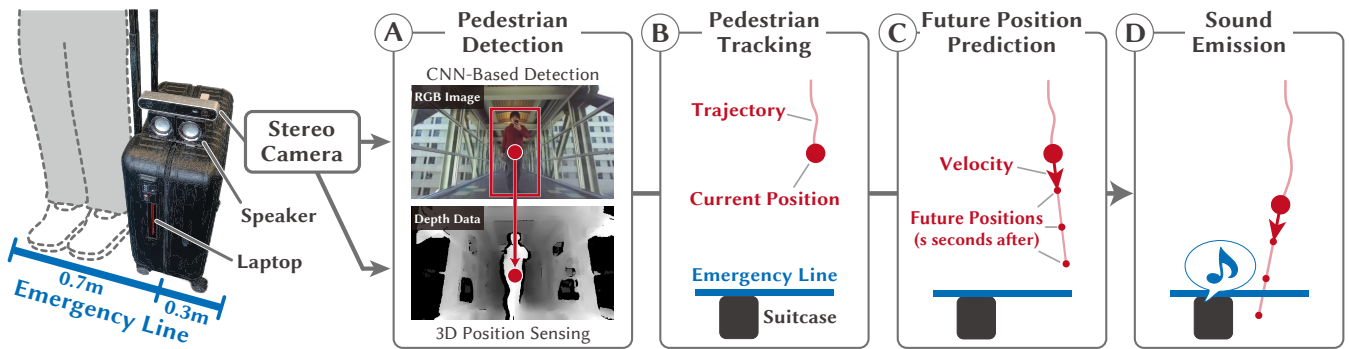 Stereo
Camera
Speaker
Laptop
0.7m
0.3m
Emergency Line
A
Pedestrian
Detection
CNN-Based Detection
RGB Image
Depth Data
3D Position Sensing
B
Pedestrian
Tracking
Trajectory
Current Position
Emergency Line
Suitcase
C
Future Position
Prediction
Velocity
Future Positions
(s seconds after)
D
Sound
Emission